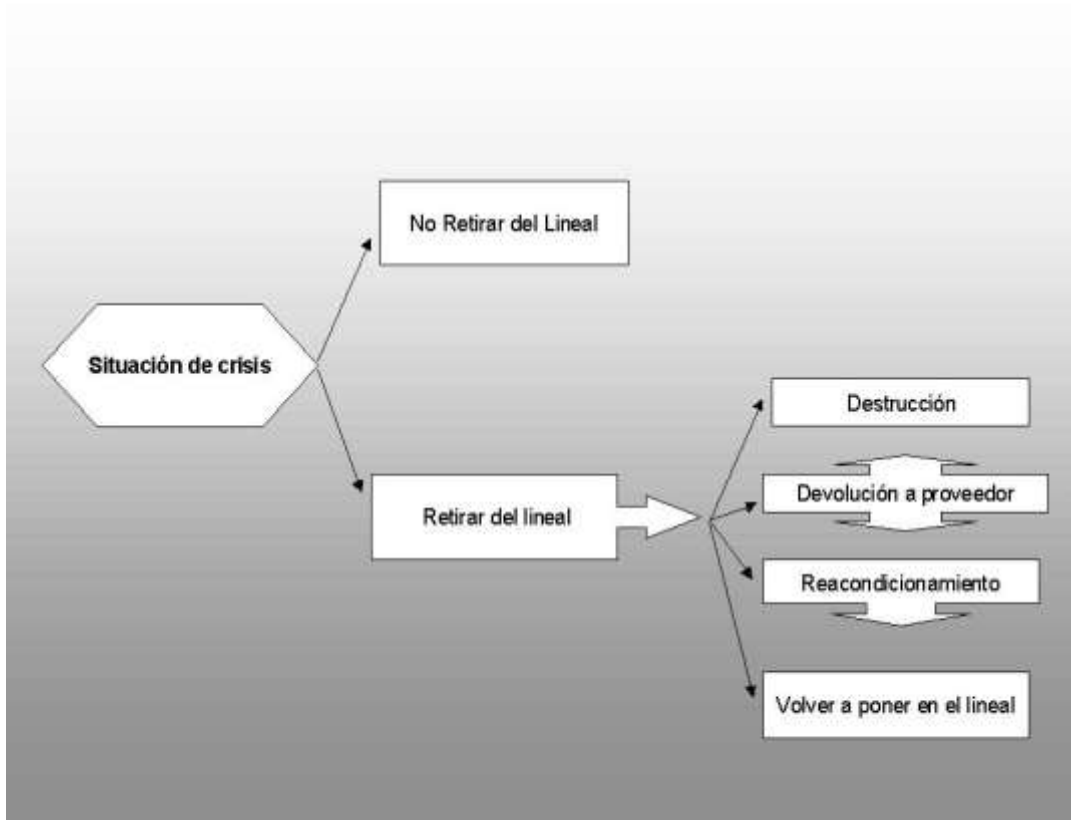 No Retirar del Lineal
Situación de crisis
Destrucción
Devolución a proveedor
Retirar del lineal
Reacondicionamiento
Volver a poner en el lineal